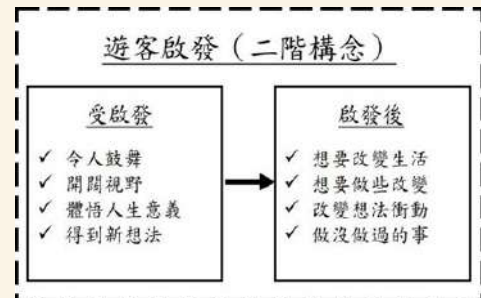 遊客啟發（二階構念）
受啟發
✓ 令人鼓舞
✓ 開闊視野
✓ 體悟人生意義
✓ 得到新想法
啟發後
✓ 想要改變生活
✓ 想要做些改變
✓ 改變想法衝動
✓ 做沒做過的事